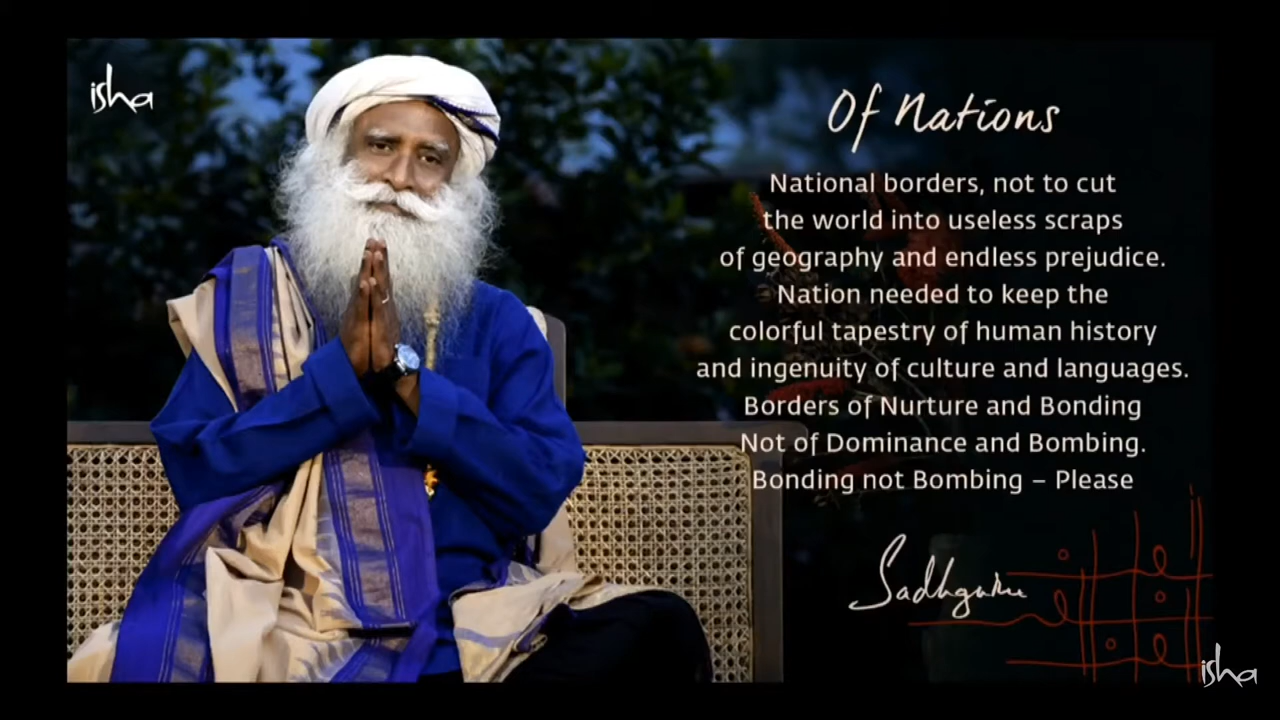 isha
Of Nations
National borders, not to cut
the world into useless scraps
of geography and endless prejudice.
Nation needed to keep the
colorful tapestry of human history
and ingenuity of culture and languages.
Borders of Nurture and Bonding
Not of Dominance and Bombing.
Bonding not Bombing – Please
Sadhguru
isha